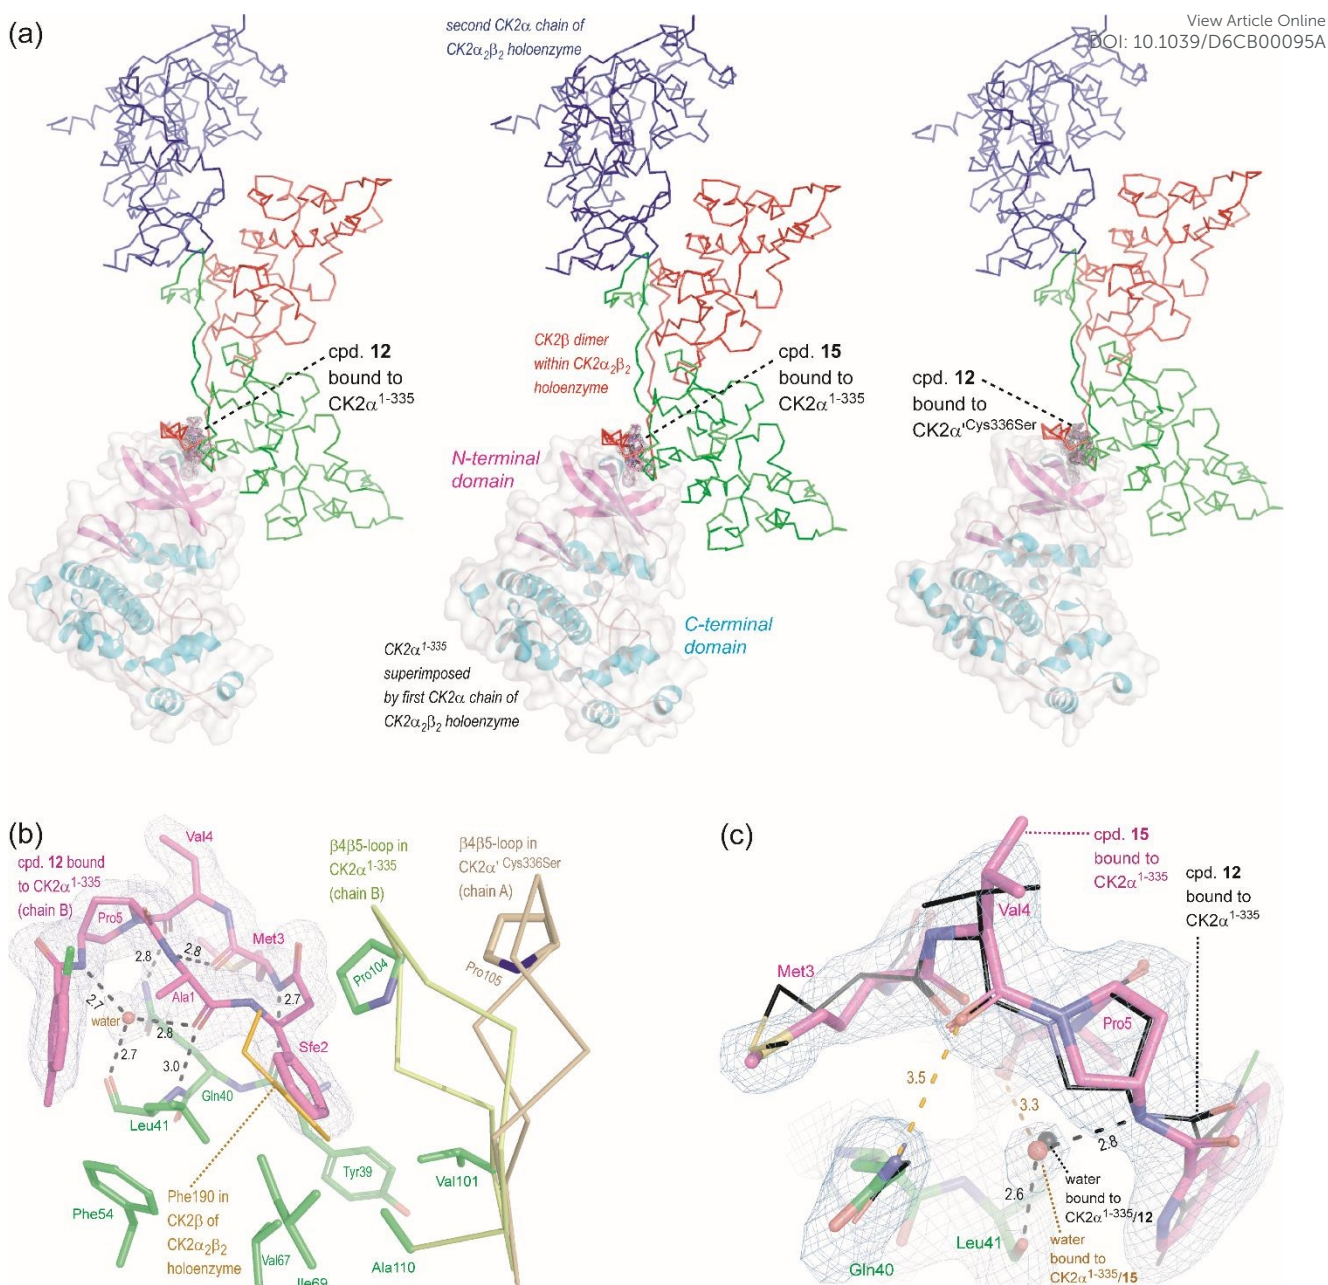 View Article Online
DOI: 10.1039/D6CB00095A
(a)
second CK2α chain of
CK2α₂β₂ holoenzyme
cpd. 12
bound to
CK2α¹⁻³³⁵
CK2β dimer
within CK2α₂β₂
holoenzyme
cpd. 15
bound to
CK2α¹⁻³³⁵
cpd. 12
bound to
CK2α'Cys336Ser
N-terminal
domain
C-terminal
domain
CK2α¹⁻³³⁵
superimposed
by first CK2α chain of
CK2α₂β₂ holoenzyme
(b)
Val4
cpd. 12 bound
to CK2α¹⁻³³⁵
(chain B)
Pro5
2.8
2.8
Met3
Ala1
2.7
2.7
water
2.8
2.7
3.0
Sfe2
Gln40
Leu41
Phe54
Phe190 in
CK2β of
CK2α₂β₂
holoenzyme
Val67
Ile69
Tyr39
Ala110
Val101
β4β5-loop in
CK2α¹⁻³³⁵
(chain B)
Pro104
β4β5-loop in
CK2α' Cys336Ser
(chain A)
Pro105
(c)
cpd. 15
bound to
CK2α¹⁻³³⁵
cpd. 12
bound to
CK2α¹⁻³³⁵
Val4
Met3
Pro5
3.5
3.3
2.8
2.6
water
bound to
CK2α¹⁻³³⁵/12
water
bound to
CK2α¹⁻³³⁵/15
Leu41
Gln40